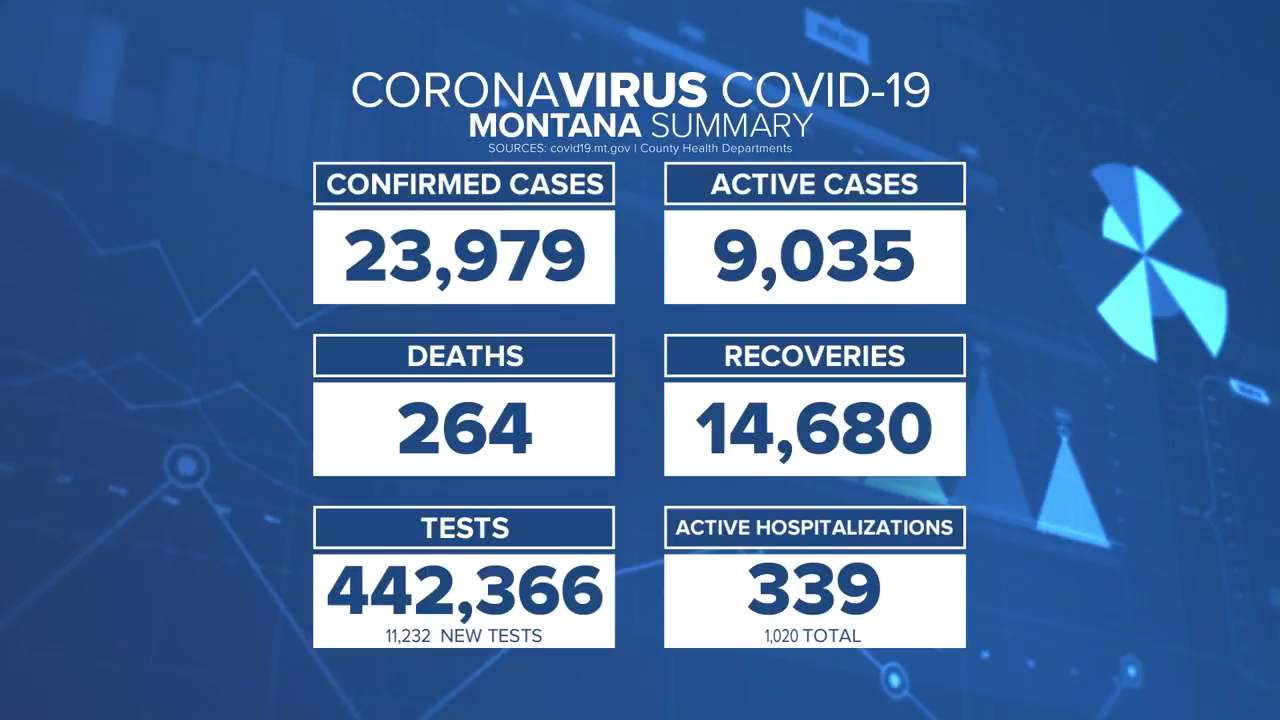 CORONAVIRUS COVID-19
MONTANA SUMMARY
SOURCES: covid19.mt.gov | County Health Departments
CONFIRMED CASES
23,979
ACTIVE CASES
9,035
DEATHS
264
RECOVERIES
14,680
TESTS
442,366
11,232 NEW TESTS
ACTIVE HOSPITALIZATIONS
339
1,020 TOTAL